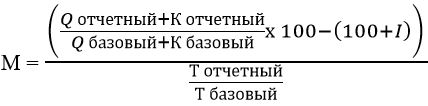 Q отчетный+К отчетный
Q базовый+К базовый
х 100−(100+I)
М =
Т отчетный
Т базовый